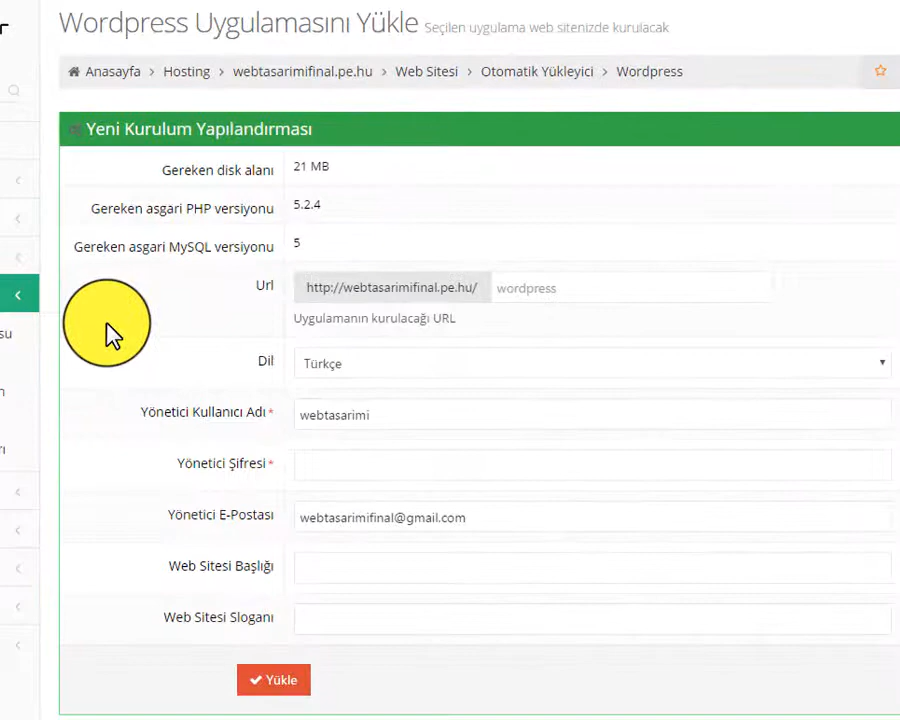 Wordpress Uygulamasını Yükle Seçilen uygulama web sitenizde kurulacak
Anasayfa > Hosting > webtasarimifinal.pe.hu > Web Sitesi > Otomatik Yükleyici > Wordpress
Yeni Kurulum Yapılandırması
Gereken disk alanı 21 MB
Gereken asgari PHP versiyonu 5.2.4
Gereken asgari MySQL versiyonu 5
Url http://webtasarimifinal.pe.hu/ wordpress
Uygulamanın kurulacağı URL
su
Dil Türkçe
Yönetici Kullanıcı Adı* webtasarimi
Yönetici Şifresi*
Yönetici E-Postası webtasarimifinal@gmail.com
Web Sitesi Başlığı
Web Sitesi Sloganı
Yükle